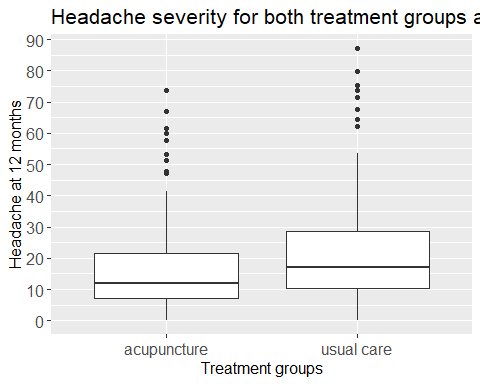 Headache severity for both treatment groups a
90
80
70
60
50
40
30
20
10
0
Headache at 12 months
acupuncture usual care
Treatment groups